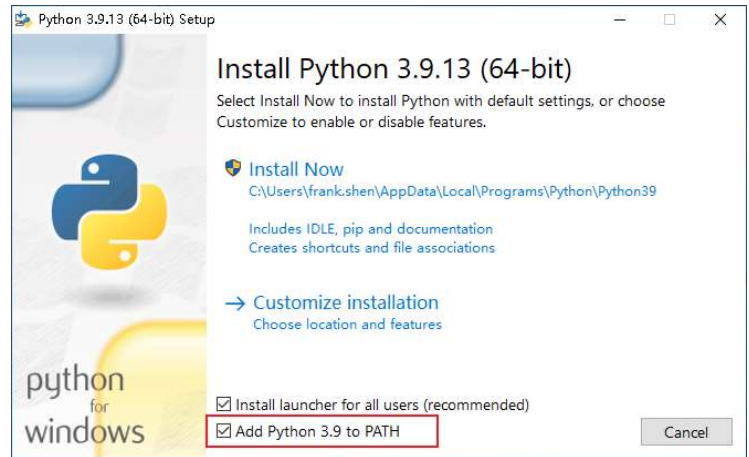 Python 3.9.13 (64-bit) Setup
Install Python 3.9.13 (64-bit)
Select Install Now to install Python with default settings, or choose
Customize to enable or disable features.
Install Now
C:\Users\frank.shen\AppData\Local\Programs\Python\Python39
Includes IDLE, pip and documentation
Creates shortcuts and file associations
Customize installation
Choose location and features
python
for
windows
Install launcher for all users (recommended)
Add Python 3.9 to PATH
Cancel